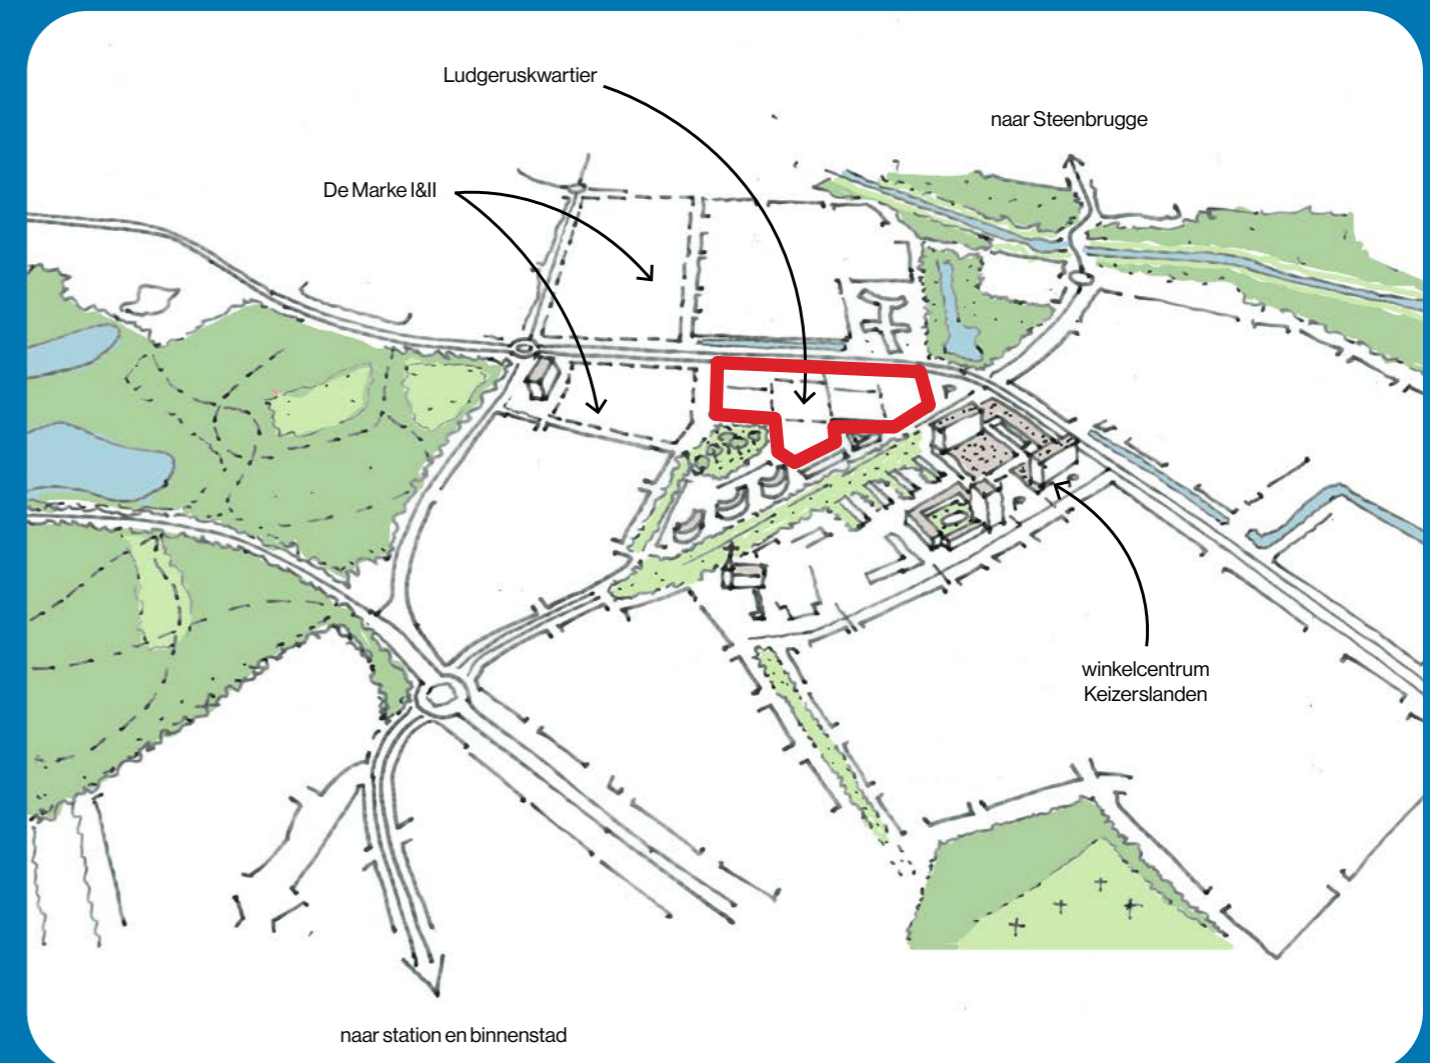 Ludgeruskwartier
naar Steenbrugge
De Marke I&II
P
P
P
winkelcentrum
Keizerslanden
naar station en binnenstad